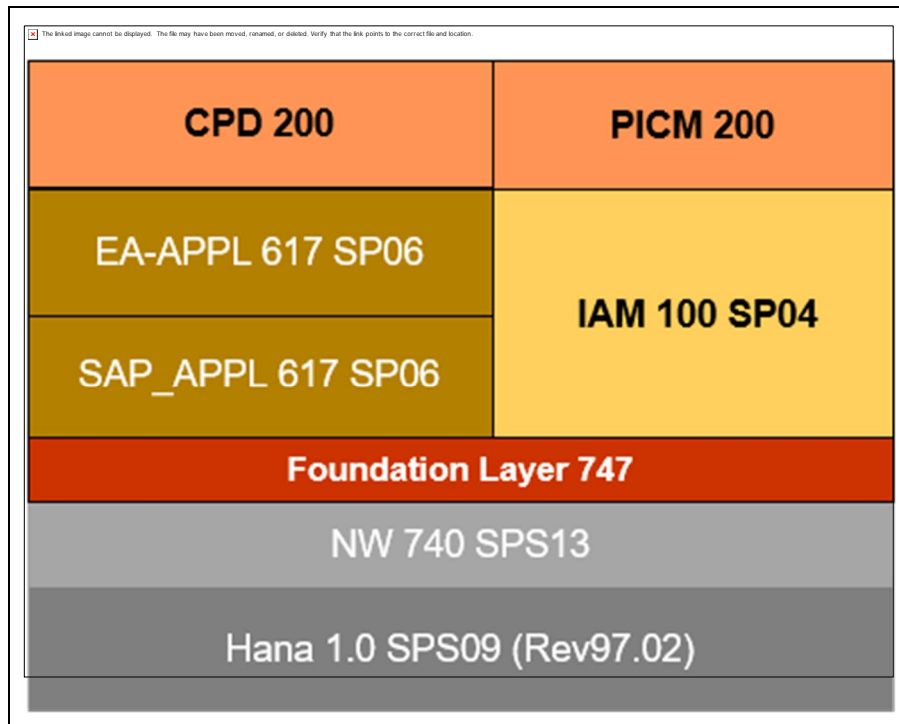 The linked image cannot be displayed. The file may have been moved, renamed, or deleted. Verify that the link points to the correct file and location.
CPD 200
PICM 200
EA-APPL 617 SP06
IAM 100 SP04
SAP_APPL 617 SP06
Foundation Layer 747
NW 740 SPS13
Hana 1.0 SPS09 (Rev97.02)